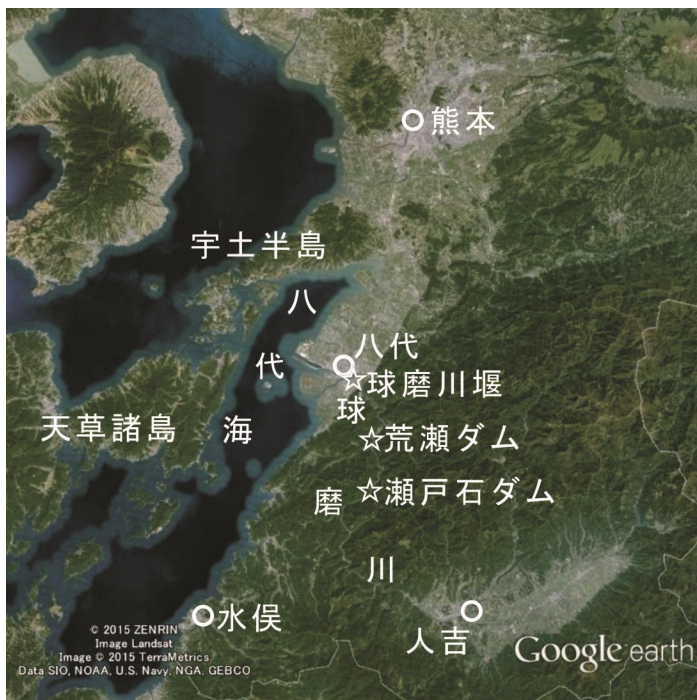 熊本
宇土半島
八代海
八代
球磨川堰
球磨川
荒瀬ダム
天草諸島
瀬戸石ダム
水俣
人吉
© 2015 ZENRIN
Image Landsat
Image © 2015 TerraMetrics
Data SIO, NOAA, U.S. Navy, NGA, GEBCO
Google earth